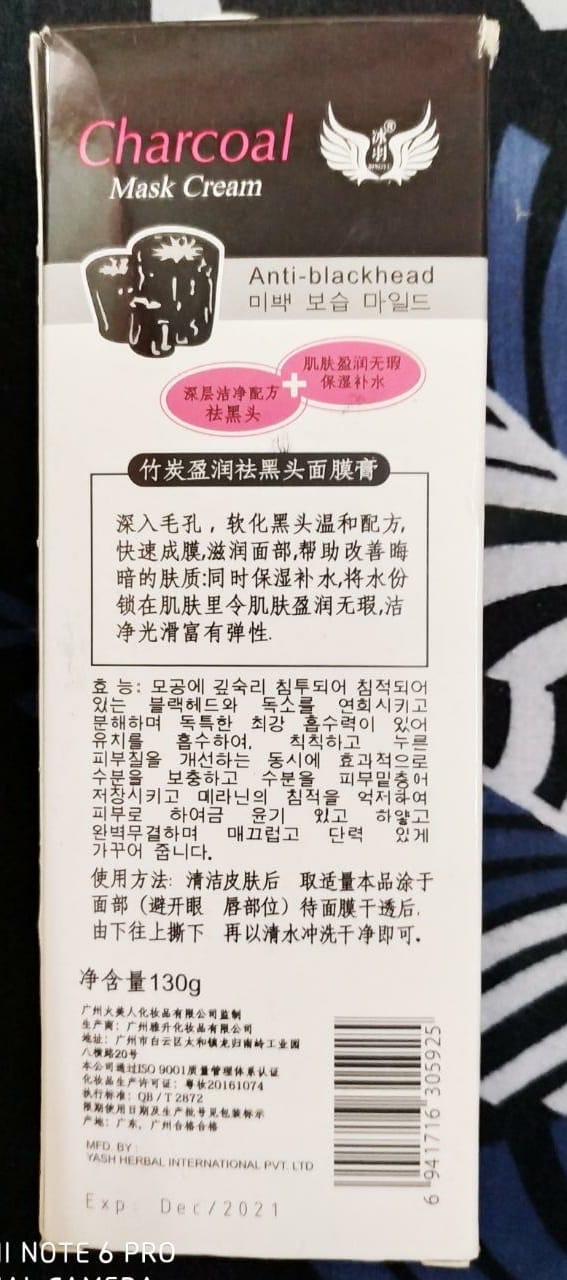 Charcoal
冰羽®
Mask Cream
Anti-blackhead
미백 보습 마일드
深层洁净配方
祛黑头
+
肌肤盈润无瑕
保湿补水
竹炭盈润祛黑头面膜膏
深入毛孔，软化黑头温和配方,
快速成膜,滋润面部,帮助改善晦
暗的肤质:同时保湿补水,将水份
锁在肌肤里令肌肤盈润无瑕,洁
净光滑富有弹性.
효 능: 모공에 깊숙리 침투되어 침적되어
있는 블랙헤드와 독소를 연회시키고
분해하며 독특한 최강 흡수력이 있어
유치를 흡수하여, 칙칙하고 누른
피부질을 개선하는 동시에 효과적으로
수분을 보충하고 수분을 피부밑층에
저장시키고 메라닌의 침적을 억저하여
피부로 하여금 윤기 있고 하얗고
완벽무결하며 매끄럽고 단력 있게
가꾸어 줍니다.
使用方法: 清洁皮肤后 取适量本品涂于
面部（避开眼 唇部位）待面膜干透后.
由下往上撕下 再以清水冲洗干净即可.
净含量130g
广州火美人化妆品有限公司监制
生产商: 广州雅升化妆品有限公司
地址: 广州市白云区太和镇龙归南岭工业园
八横路20号
本公司通过ISO 9001质量管理体系认证
化妆品生产许可证: 粤妆20161074
执行标准: QB / T 2872
限期使用日期及生产批号见包装标示
产地: 广东. 广州合格合格
MFD. BY :
YASH HERBAL INTERNATIONAL PVT. LTD
Exp: Dec/2021
6 941716 305925
NOTE 6 PRO
CAMERA